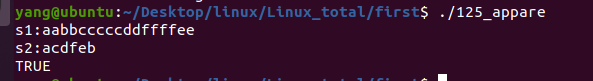 yang@ubuntu:~/Desktop/linux/Linux_total/first$ ./125_appare
s1:aabbcccccddffffee
s2:acdfeb
TRUE